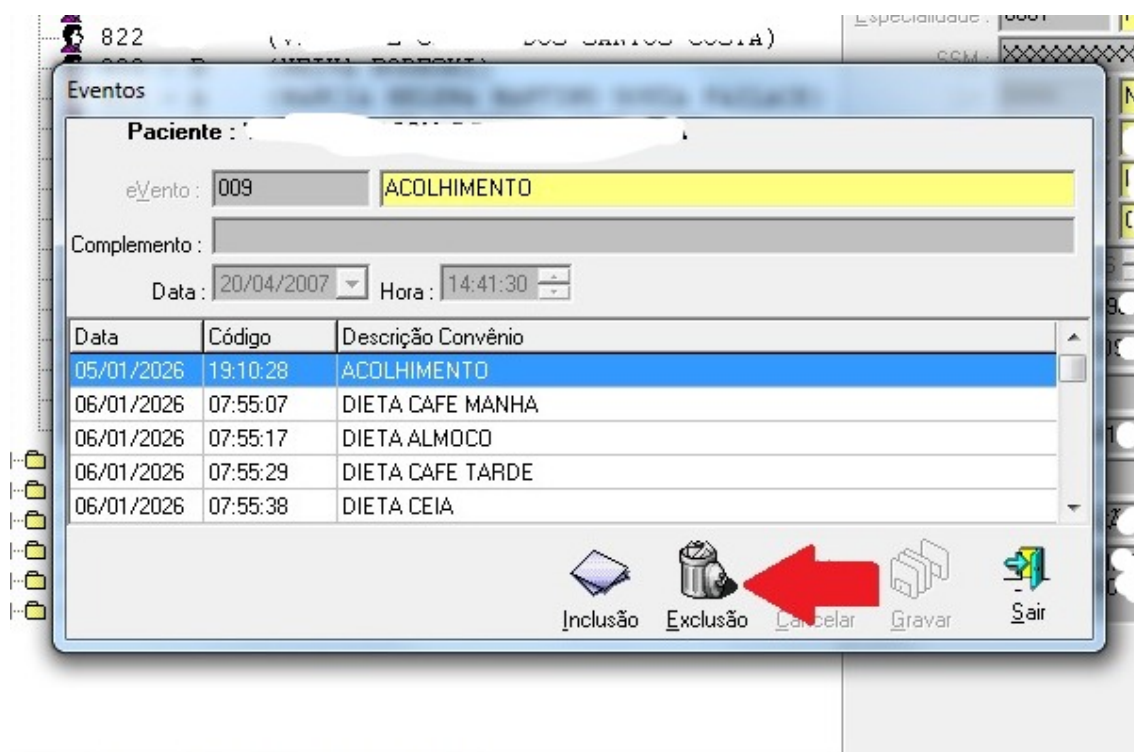 Especialidade : 0001
822 DOS SANTOS COSTA)
SSM :
Eventos
Paciente :
eVento : 009 ACOLHIMENTO
Complemento :
Data : 20/04/2007 Hora : 14:41:30
Data Código Descrição Convênio
05/01/2026 19:10:28 ACOLHIMENTO
06/01/2026 07:55:07 DIETA CAFE MANHA
06/01/2026 07:55:17 DIETA ALMOCO
06/01/2026 07:55:29 DIETA CAFE TARDE
06/01/2026 07:55:38 DIETA CEIA
Inclusão Exclusão Cancelar Gravar Sair